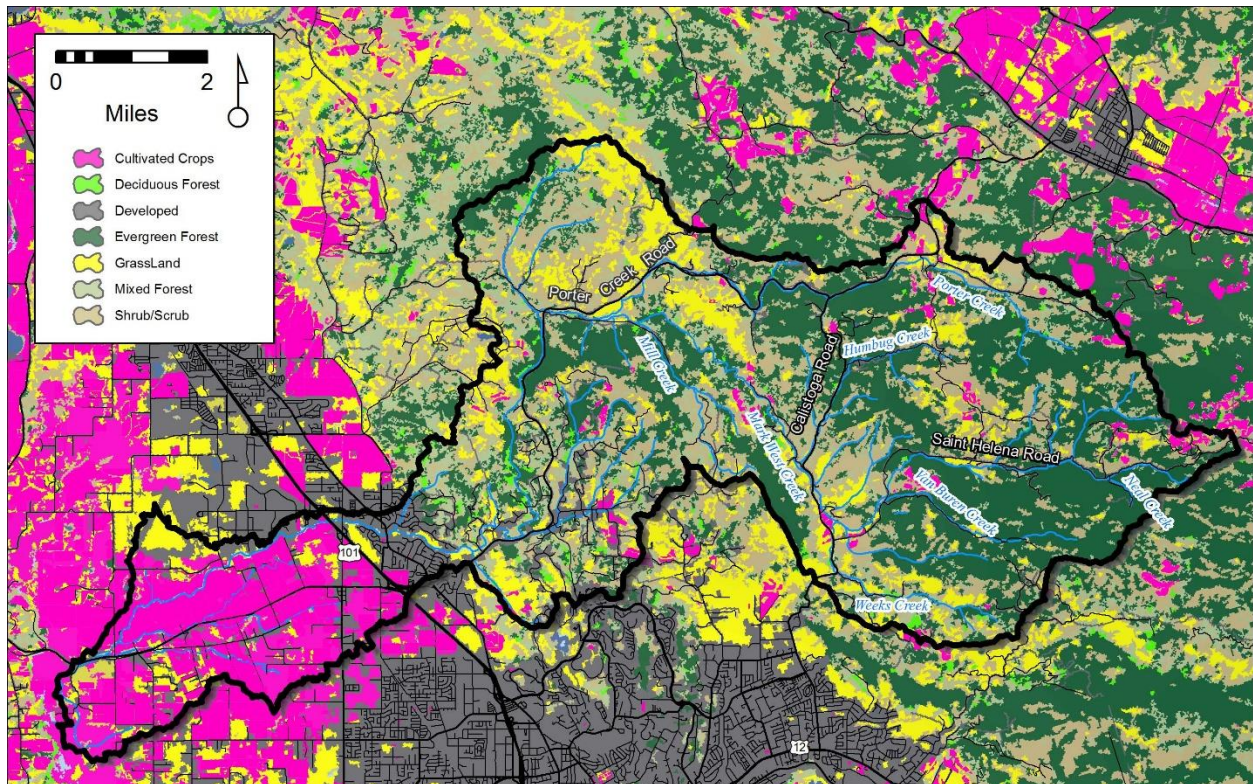 0 2
Miles
Cultivated Crops
Deciduous Forest
Developed
Evergreen Forest
GrassLand
Mixed Forest
Shrub/Scrub
Porter Creek Road
Porter Creek
Humbug Creek
Mill Creek
Calistoga Road
Mark West Creek
Saint Helena Road
Van Buren Creek
Neall Creek
101
Weeks Creek
12